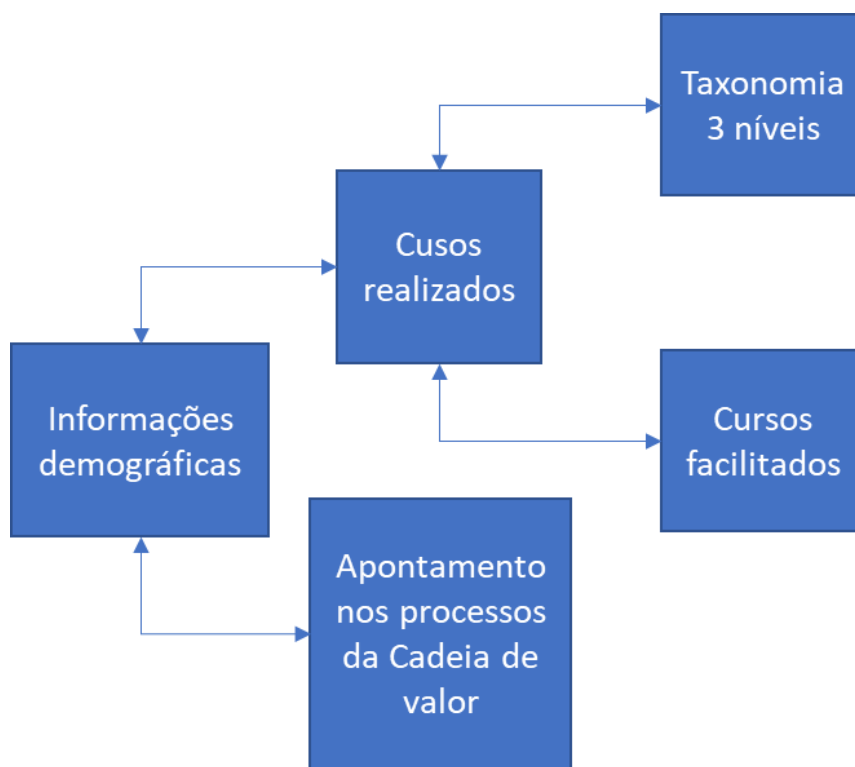 Taxonomia
3 níveis
Cusos
realizados
Informações
demográficas
Cursos
facilitados
Apontamento
nos processos
da Cadeia de
valor